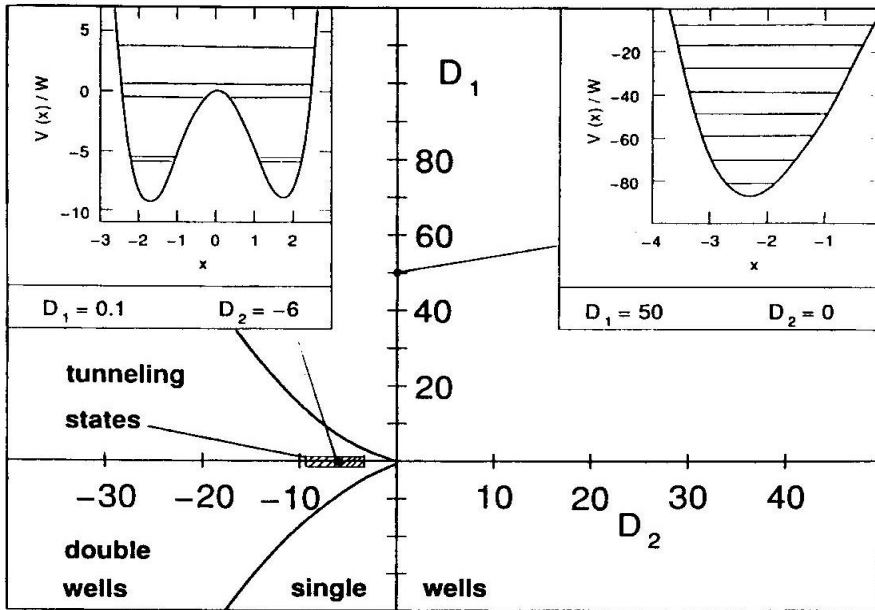 V(x)/W
5
0
-5
-10
-3 -2 -1 0 1 2
x
D1 = 0.1 D2 = -6
D1
80
60
40
20
V(x)/W
-20
-40
-60
-80
-4 -3 -2 -1
x
D1 = 50 D2 = 0
tunneling
states
-30 -20 -10 10 20 30 40
D2
double
wells single wells